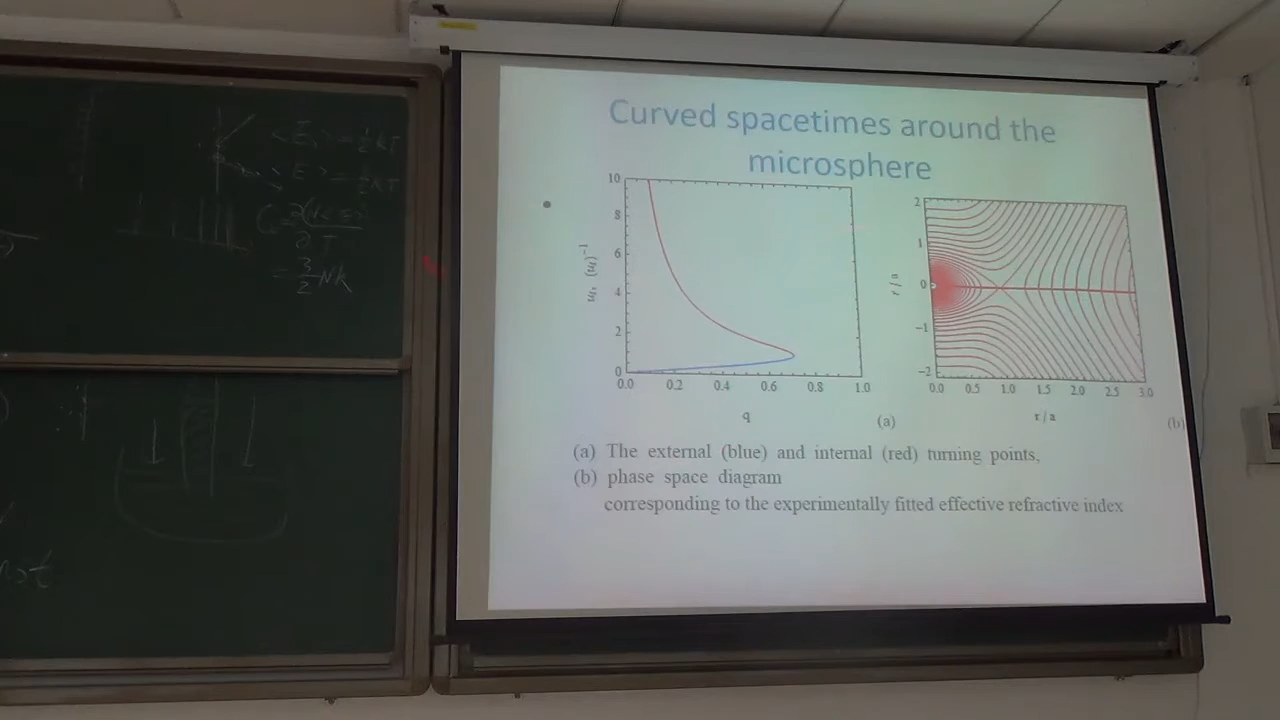 Curved spacetimes around the
microsphere
10
8
6
4
2
0
0.0 0.2 0.4 0.6 0.8 1.0
q
(a)
2
1
0
-1
-2
0.0 0.5 1.0 1.5 2.0 2.5 3.0
r/a
(b)
(a) The external (blue) and internal (red) turning points,
(b) phase space diagram
corresponding to the experimentally fitted effective refractive index
= 3/2 Nk